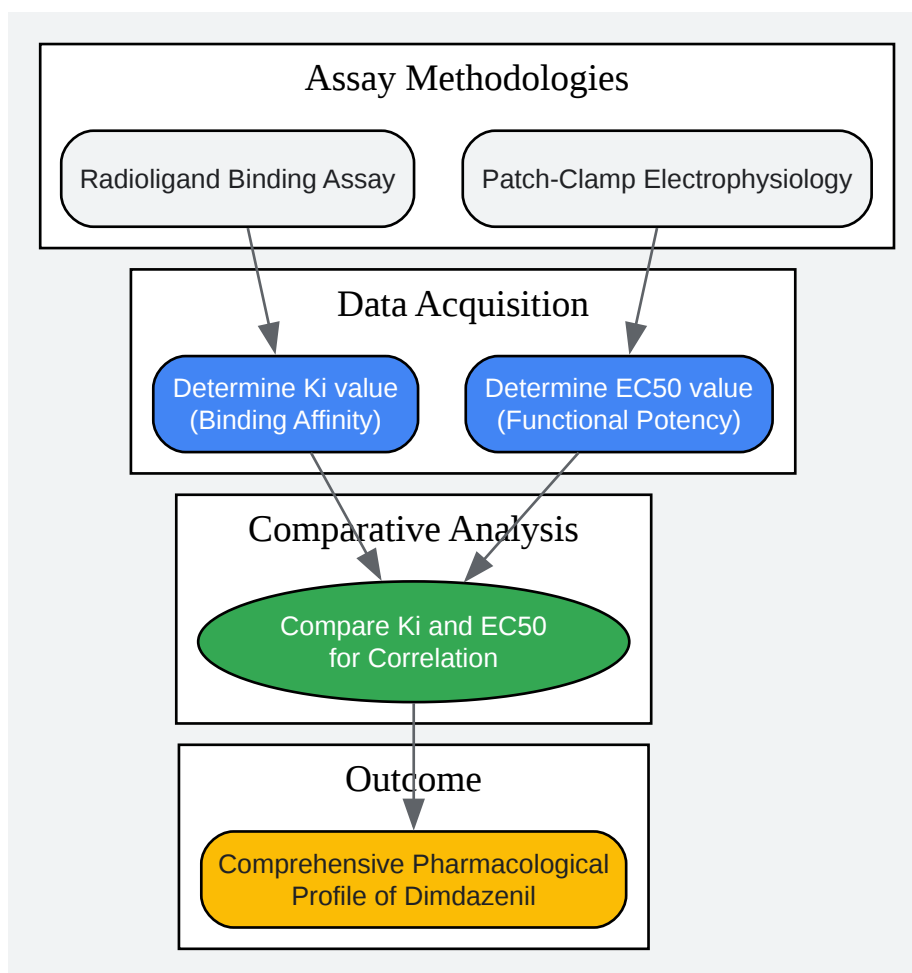 Assay Methodologies
Radioligand Binding Assay
Patch-Clamp Electrophysiology
Data Acquisition
Determine Ki value
(Binding Affinity)
Determine EC50 value
(Functional Potency)
Comparative Analysis
Compare Ki and EC50
for Correlation
Outcome
Comprehensive Pharmacological
Profile of Dimdazenil